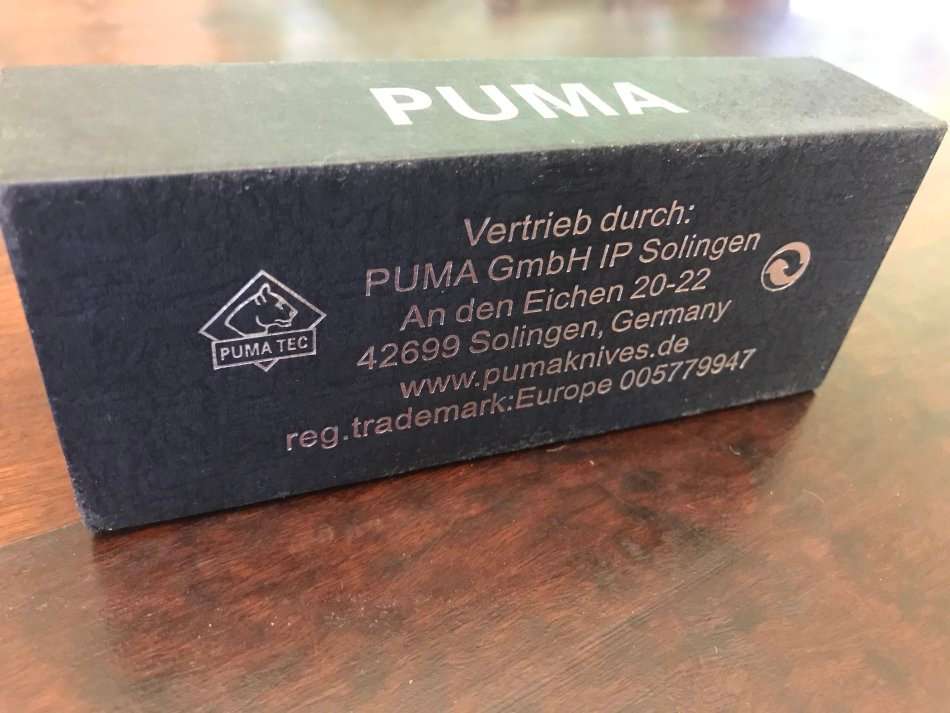 PUMA
Vertrieb durch:
PUMA GmbH IP Solingen
An den Eichen 20-22
42699 Solingen, Germany
www.pumaknives.de
reg.trademark:Europe 005779947
PUMA TEC